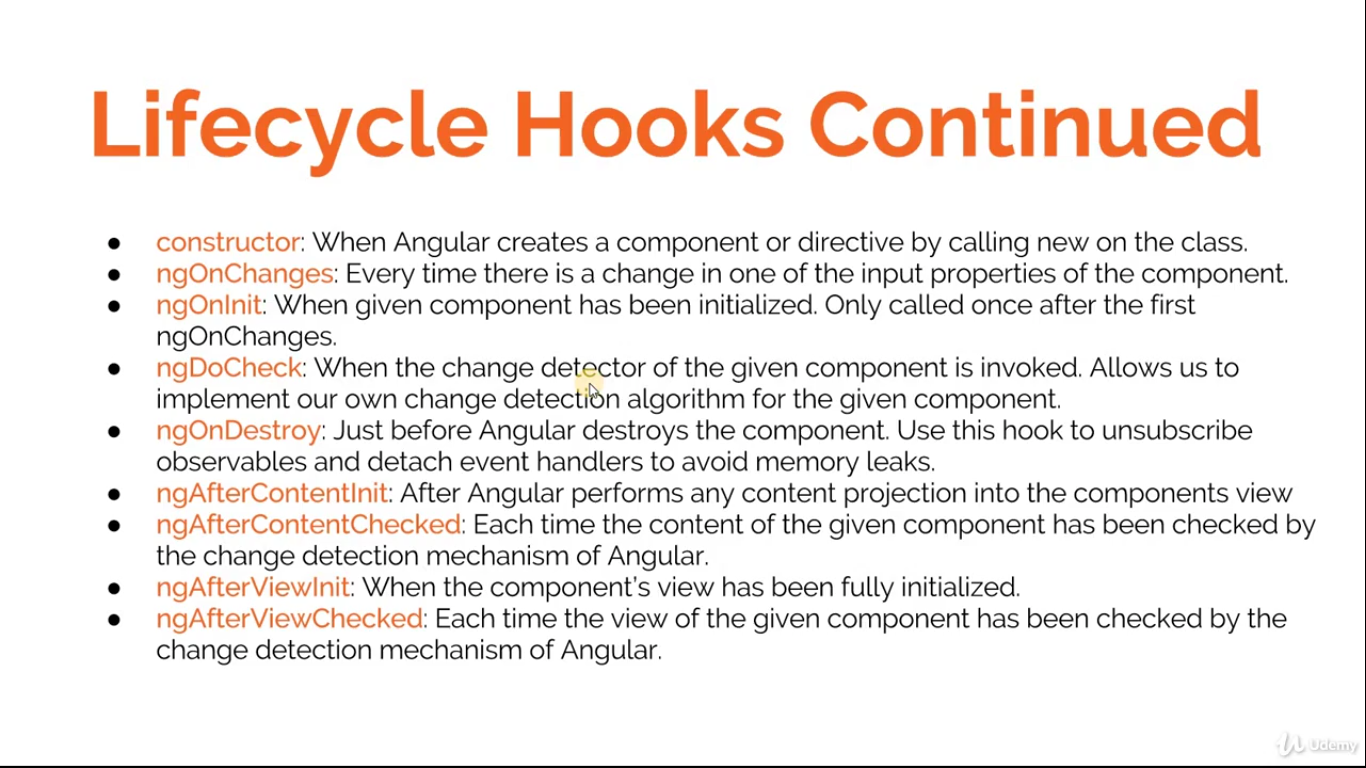 Lifecycle Hooks Continued
● constructor: When Angular creates a component or directive by calling new on the class.
● ngOnChanges: Every time there is a change in one of the input properties of the component.
● ngOnInit: When given component has been initialized. Only called once after the first
ngOnChanges.
● ngDoCheck: When the change detector of the given component is invoked. Allows us to
implement our own change detection algorithm for the given component.
● ngOnDestroy: Just before Angular destroys the component. Use this hook to unsubscribe
observables and detach event handlers to avoid memory leaks.
● ngAfterContentInit: After Angular performs any content projection into the components view
● ngAfterContentChecked: Each time the content of the given component has been checked by
the change detection mechanism of Angular.
● ngAfterViewInit: When the component's view has been fully initialized.
● ngAfterViewChecked: Each time the view of the given component has been checked by the
change detection mechanism of Angular.
Udemy